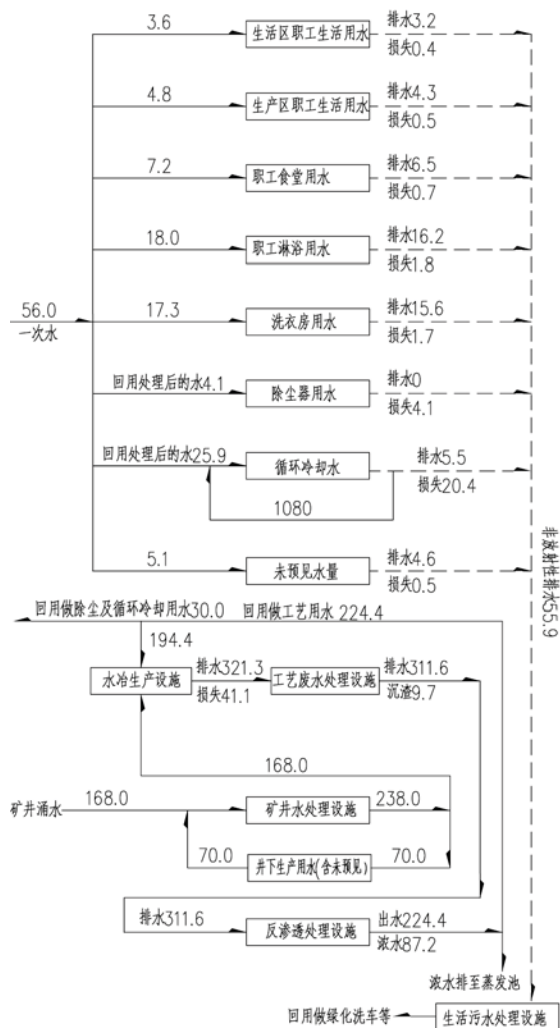 3.6
生活区职工生活用水
排水3.2
损失0.4
4.8
生产区职工生活用水
排水4.3
损失0.5
7.2
职工食堂用水
排水6.5
损失0.7
18.0
职工淋浴用水
排水16.2
损失1.8
56.0
一次水
17.3
洗衣房用水
排水15.6
损失1.7
回用处理后的水4.1
除尘器用水
排水0
损失4.1
回用处理后的水25.9
循环冷却水
排水5.5
损失20.4
1080
5.1
未预见水量
排水4.6
损失0.5
非放射性排水55.9
回用做除尘及循环冷却用水30.0
回用做工艺用水 224.4
194.4
水冶生产设施
排水321.3
损失41.1
工艺废水处理设施
排水311.6
沉渣9.7
168.0
矿井涌水
168.0
矿井水处理设施
238.0
70.0
井下生产用水(含未预见)
70.0
排水311.6
反渗透处理设施
出水224.4
浓水87.2
浓水排至蒸发池
回用做绿化洗车等
生活污水处理设施